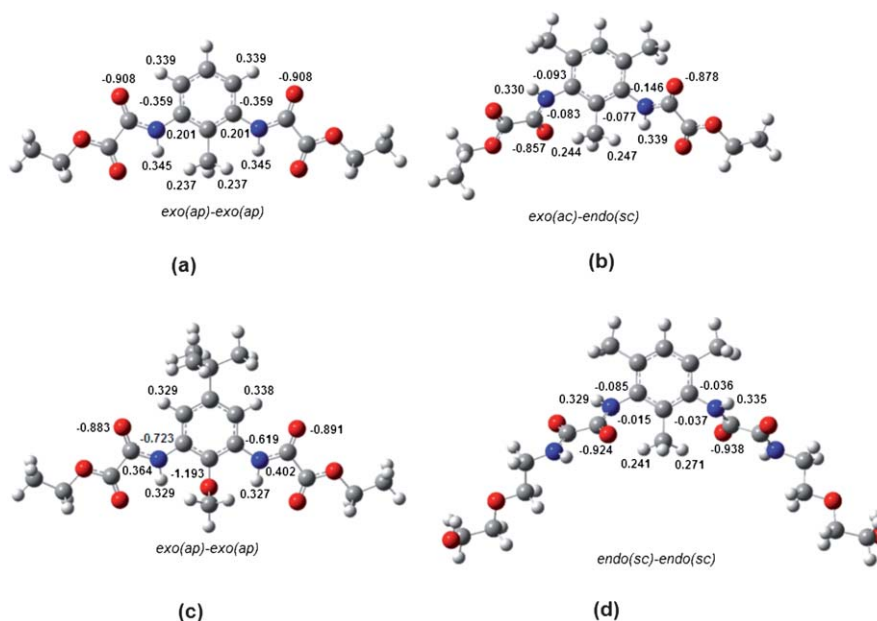 0.339 0.339
-0.908 -0.908
-0.359 -0.359
0.201 0.201
0.345 0.345
0.237 0.237
exo(ap)-exo(ap)
(a)
-0.093 -0.146 -0.878
0.330
-0.083 -0.077
-0.857 0.244 0.247 0.339
exo(ac)-endo(sc)
(b)
0.329 0.338
-0.883 -0.891
-0.723 -0.619
0.364 -1.193 0.402
0.329 0.327
exo(ap)-exo(ap)
(c)
0.329 -0.085 -0.036 0.335
-0.015 -0.037
-0.924 -0.938
0.241 0.271
endo(sc)-endo(sc)
(d)